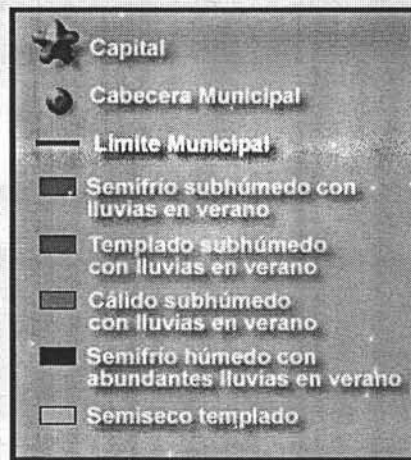 Capital
Cabecera Municipal
Límite Municipal
Semifrío subhúmedo con
lluvias en verano
Templado subhúmedo
con lluvias en verano
Cálido subhúmedo
con lluvias en verano
Semifrío húmedo con
abundantes lluvias en verano
Semiseco templado